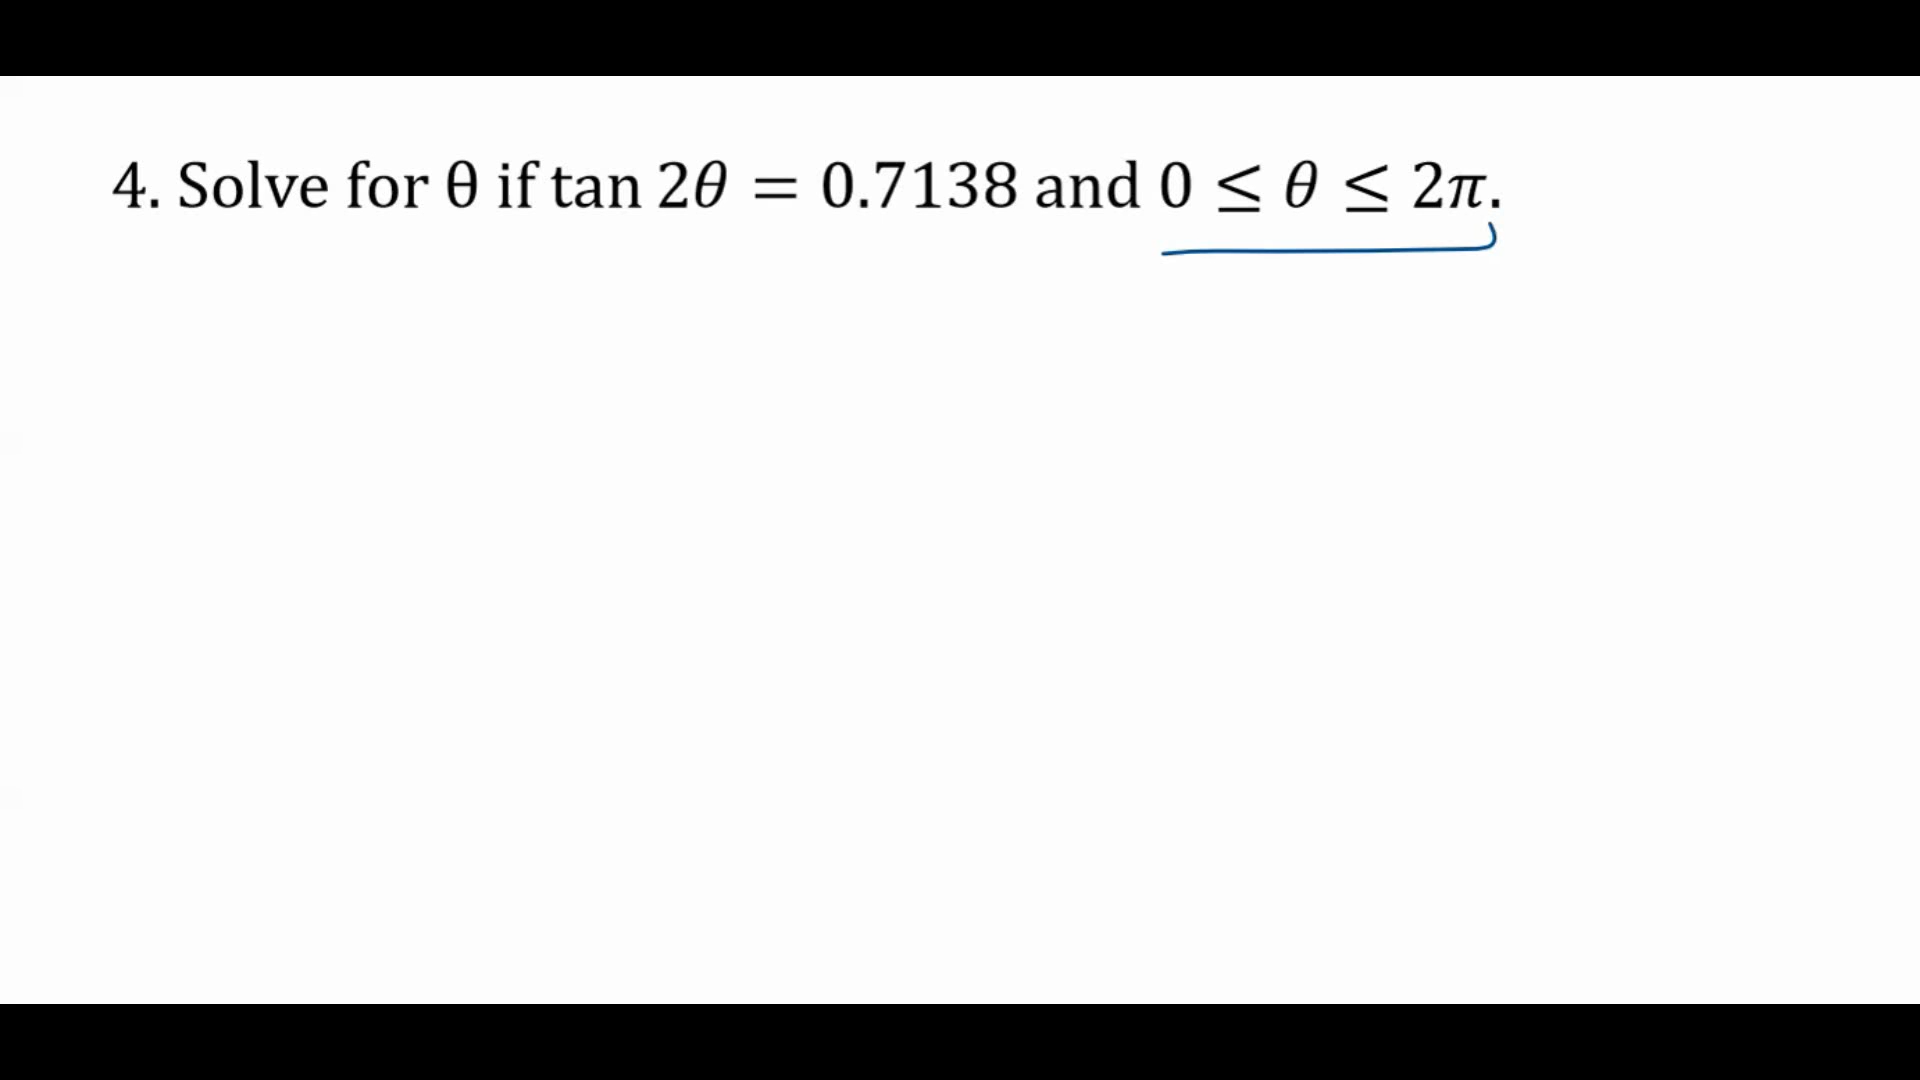 4. Solve for θ if tan 2θ = 0.7138 and 0 ≤ θ ≤ 2π.